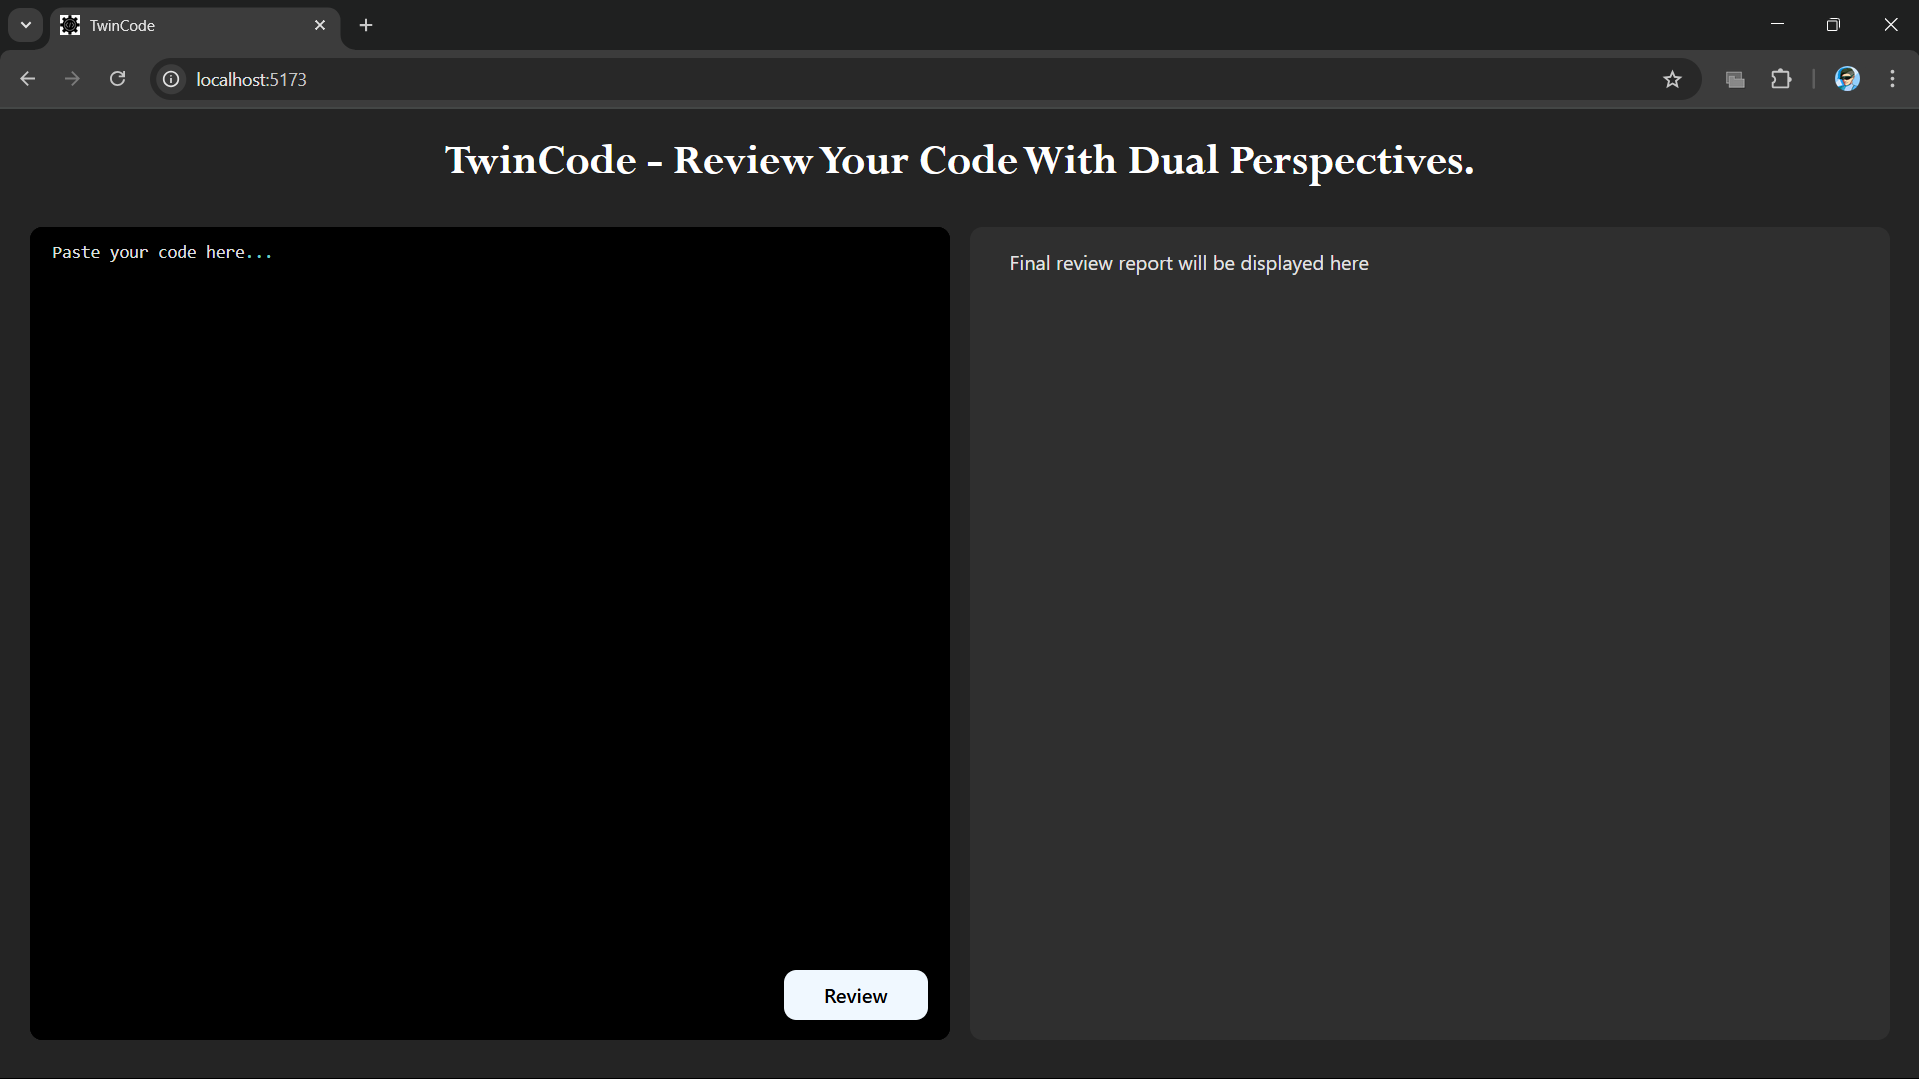 TwinCode
localhost:5173
TwinCode - Review Your Code With Dual Perspectives.
Paste your code here...
Final review report will be displayed here
Review